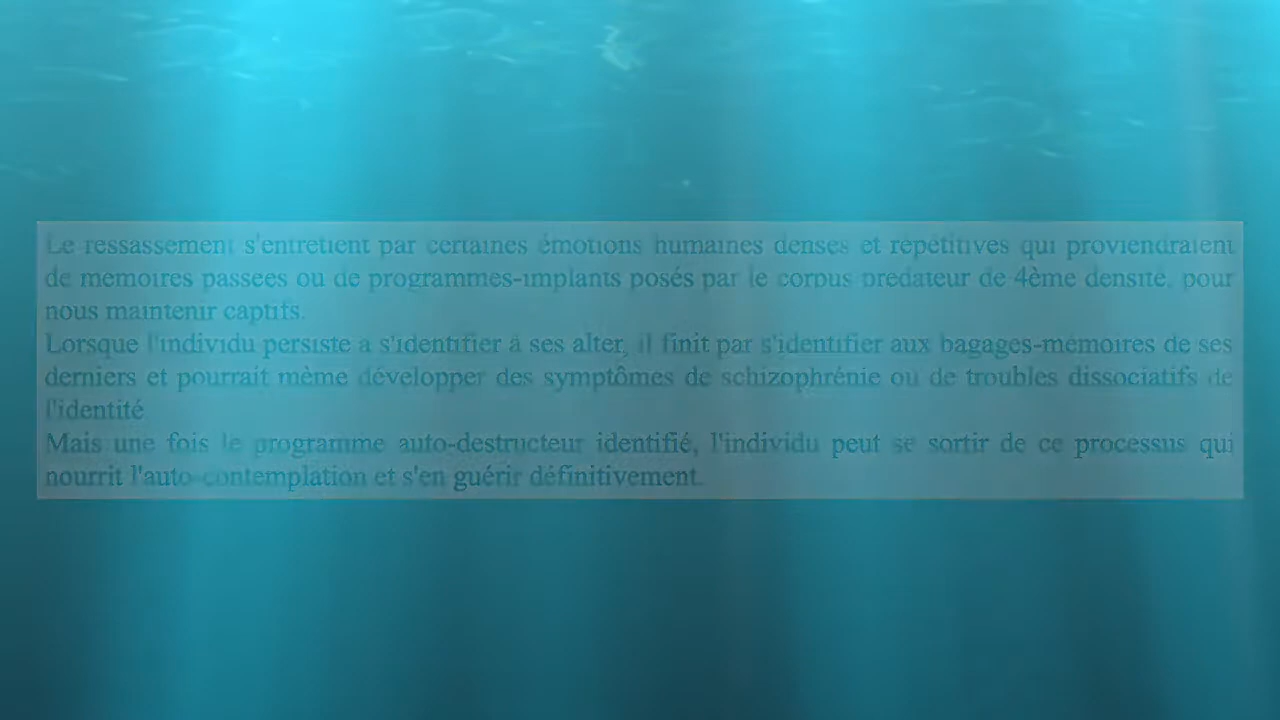 Le ressassement s'entretient par certaines émotions humaines denses et répétitives qui proviendraient
de mémoires passées ou de programmes-implants posés par le corpus prédateur de 4ème densité, pour
nous maintenir captifs.
Lorsque l'individu persiste à s'identifier à ses alter, il finit par s'identifier aux bagages-mémoires de ses
derniers et pourrait même développer des symptômes de schizophrénie ou de troubles dissociatifs de
l'identité
Mais une fois le programme auto-destructeur identifié, l'individu peut se sortir de ce processus qui
nourrit l'auto-contemplation et s'en guérir définitivement.